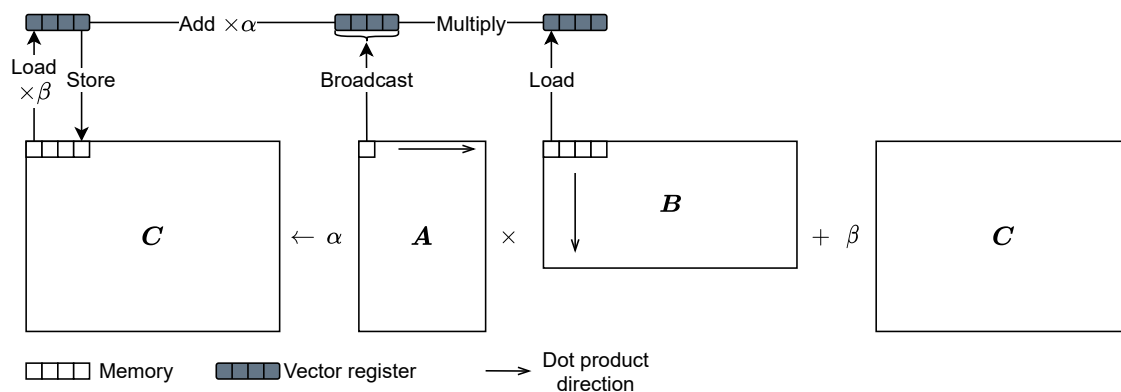 Add ×α
Multiply
Load
×β
Store
Broadcast
Load
C ← α A × B + β C
Memory
Vector register
Dot product
direction